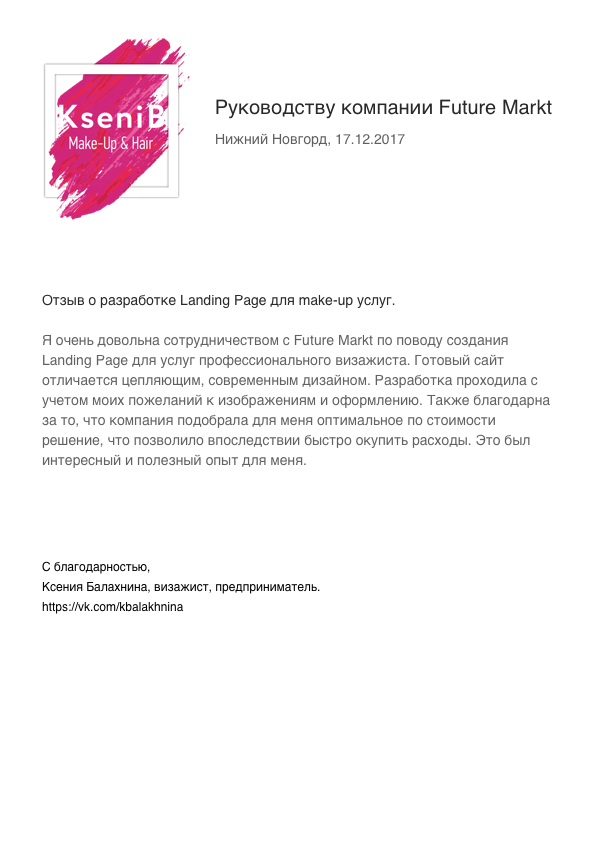 KseniB
Make-Up & Hair
Руководству компании Future Markt
Нижний Новгорд, 17.12.2017
Отзыв о разработке Landing Page для make-up услуг.
Я очень довольна сотрудничеством с Future Markt по поводу создания
Landing Page для услуг профессионального визажиста. Готовый сайт
отличается цепляющим, современным дизайном. Разработка проходила с
учетом моих пожеланий к изображениям и оформлению. Также благодарна
за то, что компания подобрала для меня оптимальное по стоимости
решение, что позволило впоследствии быстро окупить расходы. Это был
интересный и полезный опыт для меня.
С благодарностью,
Ксения Балахнина, визажист, предприниматель.
https://vk.com/kbalakhnina